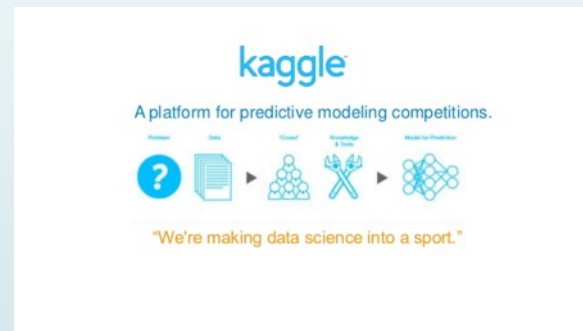 kaggle
A platform for predictive modeling competitions.
Problem Data 'Crowd' Knowledge & Tools Model for Prediction
"We're making data science into a sport."